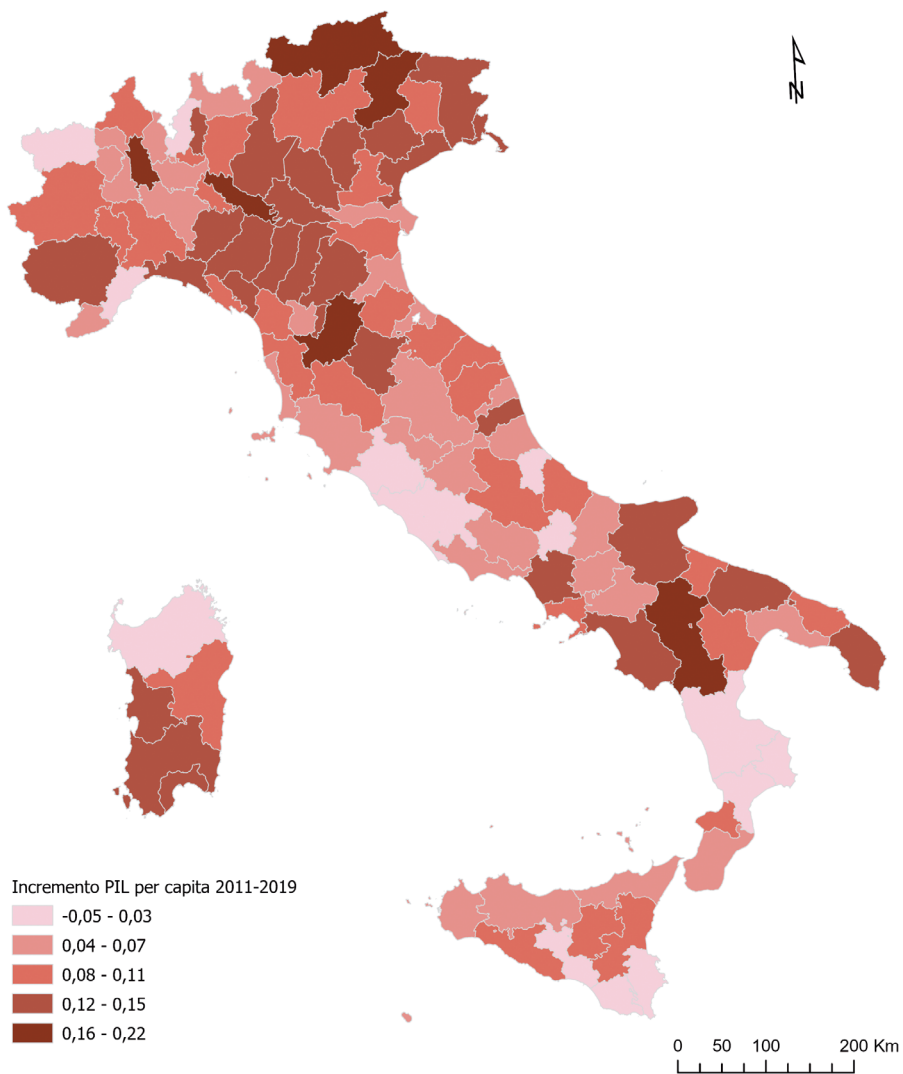 N
Incremento PIL per capita 2011-2019
-0,05 - 0,03
0,04 - 0,07
0,08 - 0,11
0,12 - 0,15
0,16 - 0,22
0 50 100 200 Km